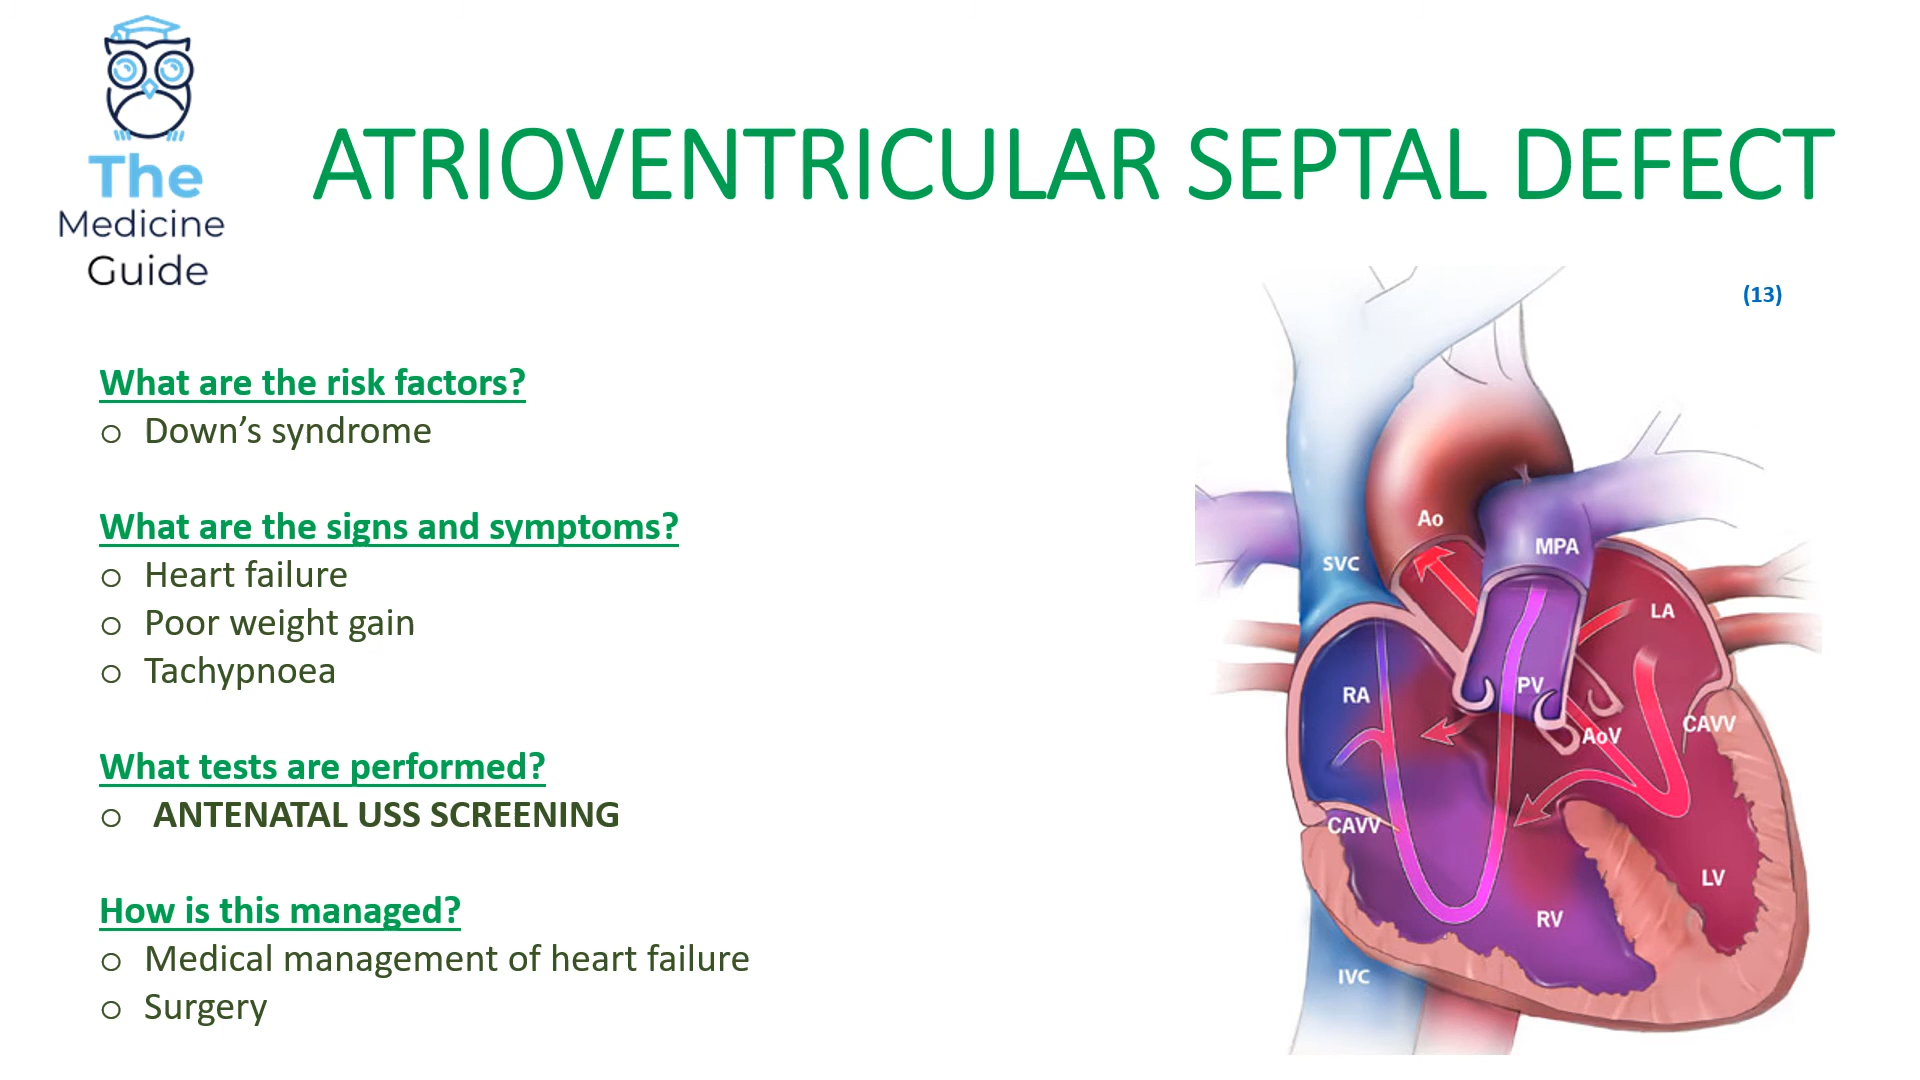 The
Medicine
Guide
ATRIOVENTRICULAR SEPTAL DEFECT
(13)
What are the risk factors?
o Down’s syndrome
What are the signs and symptoms?
o Heart failure
o Poor weight gain
o Tachypnoea
What tests are performed?
o ANTENATAL USS SCREENING
How is this managed?
o Medical management of heart failure
o Surgery
Ao
MPA
SVC
LA
RA
PV
CAVV
AoV
CAVV
LV
RV
IVC